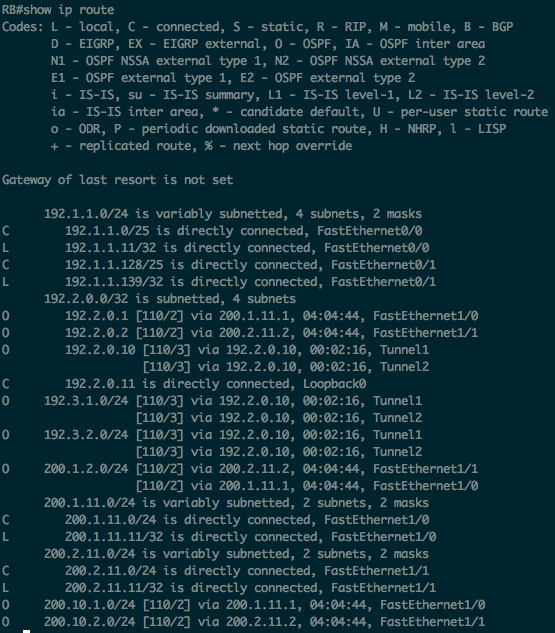 RB#show ip route
Codes: L - local, C - connected, S - static, R - RIP, M - mobile, B - BGP
       D - EIGRP, EX - EIGRP external, O - OSPF, IA - OSPF inter area
       N1 - OSPF NSSA external type 1, N2 - OSPF NSSA external type 2
       E1 - OSPF external type 1, E2 - OSPF external type 2
       i - IS-IS, su - IS-IS summary, L1 - IS-IS level-1, L2 - IS-IS level-2
       ia - IS-IS inter area, * - candidate default, U - per-user static route
       o - ODR, P - periodic downloaded static route, H - NHRP, l - LISP
       + - replicated route, % - next hop override
Gateway of last resort is not set
      192.1.1.0/24 is variably subnetted, 4 subnets, 2 masks
C        192.1.1.0/25 is directly connected, FastEthernet0/0
L        192.1.1.11/32 is directly connected, FastEthernet0/0
C        192.1.1.128/25 is directly connected, FastEthernet0/1
L        192.1.1.139/32 is directly connected, FastEthernet0/1
      192.2.0.0/32 is subnetted, 4 subnets
O        192.2.0.1 [110/2] via 200.1.11.1, 04:04:44, FastEthernet1/0
O        192.2.0.2 [110/2] via 200.2.11.2, 04:04:44, FastEthernet1/1
O        192.2.0.10 [110/3] via 192.2.0.10, 00:02:16, Tunnel1
                    [110/3] via 192.2.0.10, 00:02:16, Tunnel2
C        192.2.0.11 is directly connected, Loopback0
O     192.3.1.0/24 [110/3] via 192.2.0.10, 00:02:16, Tunnel1
                   [110/3] via 192.2.0.10, 00:02:16, Tunnel2
O     192.3.2.0/24 [110/3] via 192.2.0.10, 00:02:16, Tunnel1
                   [110/3] via 192.2.0.10, 00:02:16, Tunnel2
O     200.1.2.0/24 [110/2] via 200.2.11.2, 04:04:44, FastEthernet1/1
                   [110/2] via 200.1.11.1, 04:04:44, FastEthernet1/0
      200.1.11.0/24 is variably subnetted, 2 subnets, 2 masks
C        200.1.11.0/24 is directly connected, FastEthernet1/0
L        200.1.11.11/32 is directly connected, FastEthernet1/0
      200.2.11.0/24 is variably subnetted, 2 subnets, 2 masks
C        200.2.11.0/24 is directly connected, FastEthernet1/1
L        200.2.11.11/32 is directly connected, FastEthernet1/1
O     200.10.1.0/24 [110/2] via 200.1.11.1, 04:04:44, FastEthernet1/0
O     200.10.2.0/24 [110/2] via 200.2.11.2, 04:04:44, FastEthernet1/1